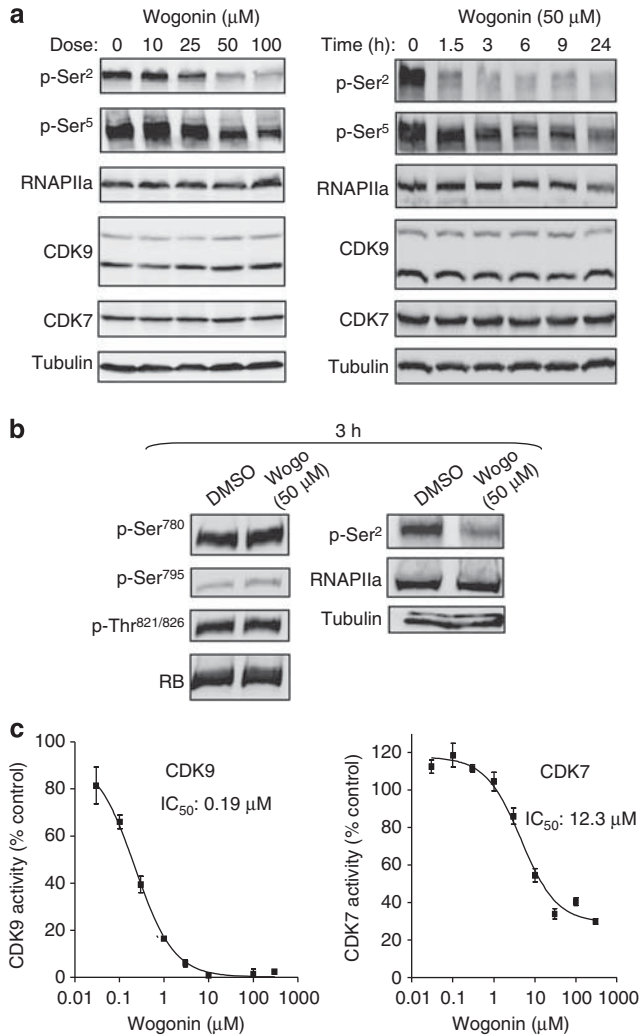 a
Wogonin (μM)
Dose: 0 10 25 50 100
p-Ser²
p-Ser⁵
RNAPIIa
CDK9
CDK7
Tubulin
Wogonin (50 μM)
Time (h): 0 1.5 3 6 9 24
p-Ser²
p-Ser⁵
RNAPIIa
CDK9
CDK7
Tubulin
b
3 h
DMSO
Wogo
(50 μM)
p-Ser⁷⁸⁰
p-Ser⁷⁹⁵
p-Thr⁸²¹/⁸²⁶
RB
DMSO
Wogo
(50 μM)
p-Ser²
RNAPIIa
Tubulin
c
CDK9 activity (% control)
100
80
60
40
20
0
CDK9
IC₅₀: 0.19 μM
0.01 0.1 1 10 100 1000
Wogonin (μM)
CDK7 activity (% control)
120
100
80
60
40
20
0
CDK7
IC₅₀: 12.3 μM
0.01 0.1 1 10 100 1000
Wogonin (μM)